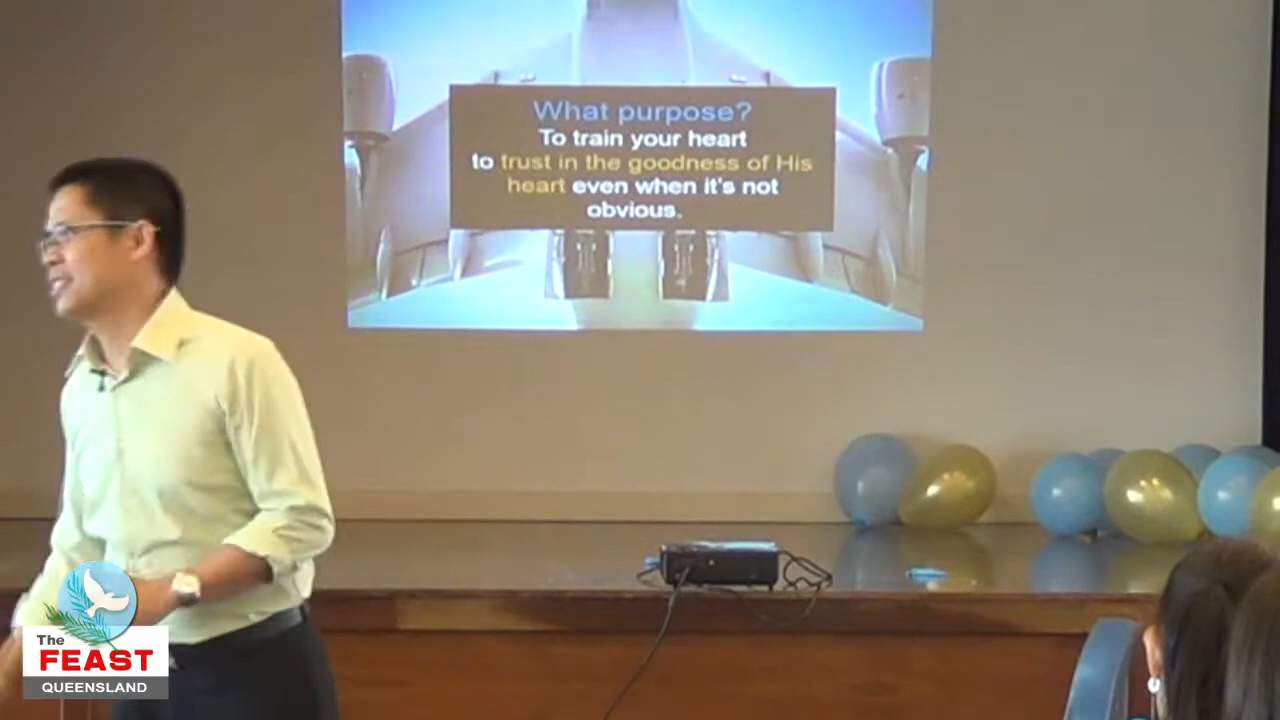 What purpose?
To train your heart
to trust in the goodness of His
heart even when it's not
obvious.
The
FEAST
QUEENSLAND